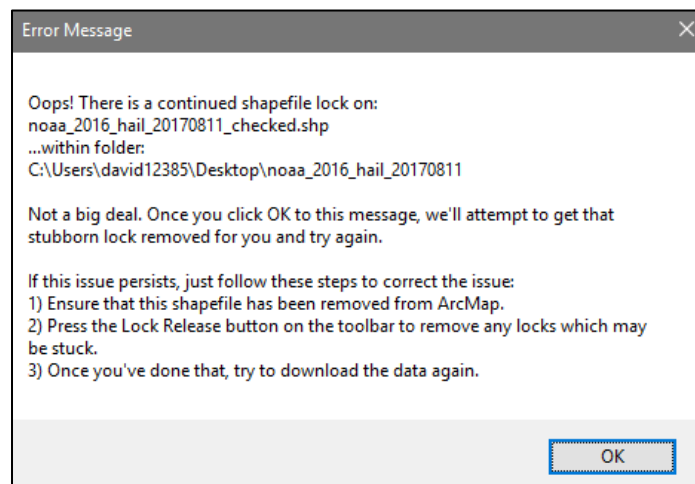 Error Message
Oops! There is a continued shapefile lock on:
noaa_2016_hail_20170811_checked.shp
...within folder:
C:\Users\david12385\Desktop\noaa_2016_hail_20170811
Not a big deal. Once you click OK to this message, we'll attempt to get that
stubborn lock removed for you and try again.
If this issue persists, just follow these steps to correct the issue:
1) Ensure that this shapefile has been removed from ArcMap.
2) Press the Lock Release button on the toolbar to remove any locks which may
be stuck.
3) Once you've done that, try to download the data again.
OK